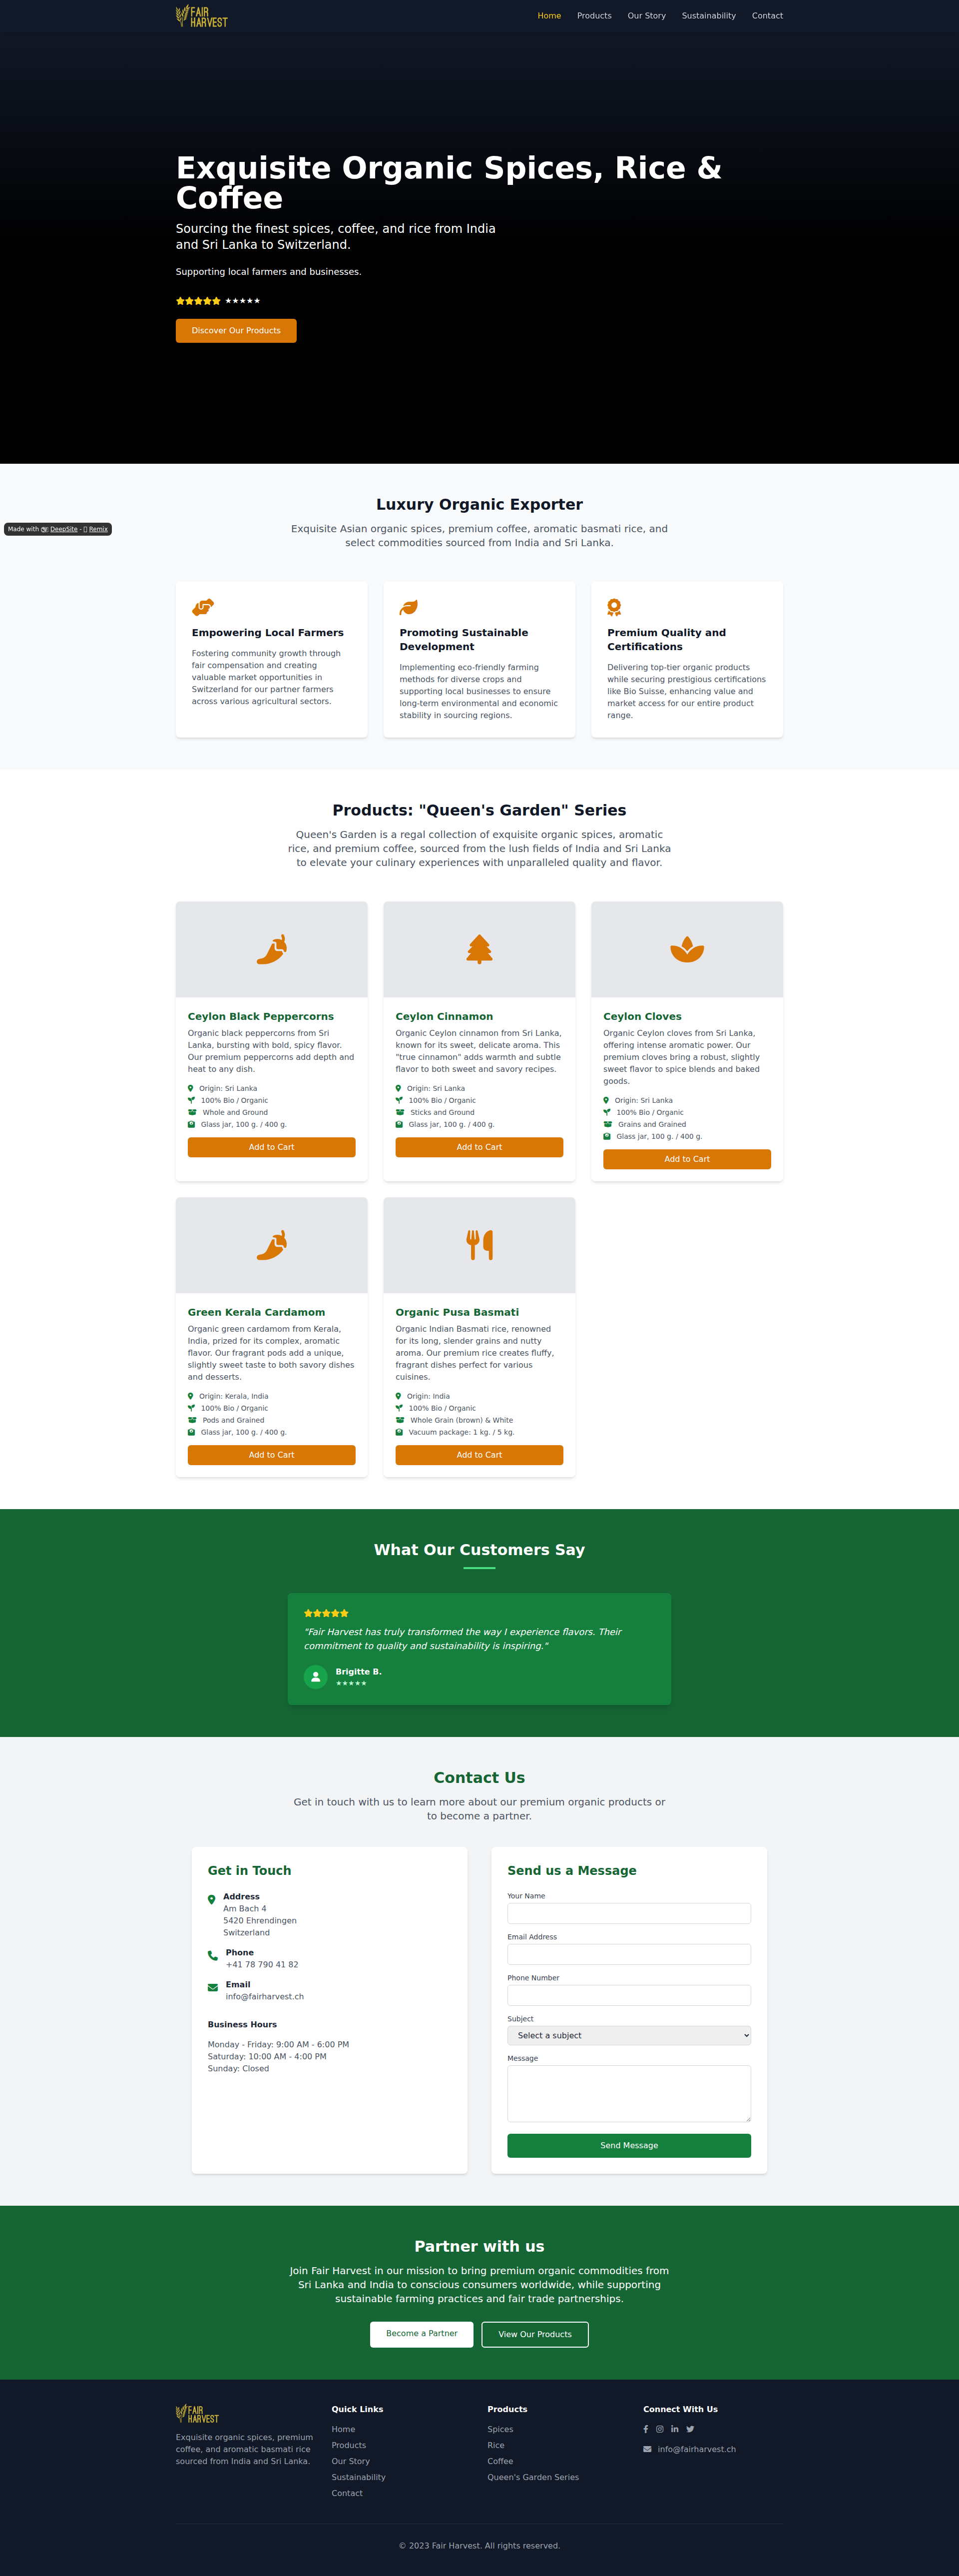 FAIR
HARVEST
Home Products Our Story Sustainability Contact
Exquisite Organic Spices, Rice &
Coffee
Sourcing the finest spices, coffee, and rice from India
and Sri Lanka to Switzerland.
Supporting local farmers and businesses.
★★★★★
Discover Our Products
Luxury Organic Exporter
Made with DeepSite - Remix
Exquisite Asian organic spices, premium coffee, aromatic basmati rice, and
select commodities sourced from India and Sri Lanka.
Empowering Local Farmers
Fostering community growth through
fair compensation and creating
valuable market opportunities in
Switzerland for our partner farmers
across various agricultural sectors.
Promoting Sustainable
Development
Implementing eco-friendly farming
methods for diverse crops and
supporting local businesses to ensure
long-term environmental and economic
stability in sourcing regions.
Premium Quality and
Certifications
Delivering top-tier organic products
while securing prestigious certifications
like Bio Suisse, enhancing value and
market access for our entire product
range.
Products: "Queen's Garden" Series
Queen's Garden is a regal collection of exquisite organic spices, aromatic
rice, and premium coffee, sourced from the lush fields of India and Sri Lanka
to elevate your culinary experiences with unparalleled quality and flavor.
Ceylon Black Peppercorns
Organic black peppercorns from Sri
Lanka, bursting with bold, spicy flavor.
Our premium peppercorns add depth and
heat to any dish.
Origin: Sri Lanka
100% Bio / Organic
Whole and Ground
Glass jar, 100 g. / 400 g.
Add to Cart
Ceylon Cinnamon
Organic Ceylon cinnamon from Sri Lanka,
known for its sweet, delicate aroma. This
"true cinnamon" adds warmth and subtle
flavor to both sweet and savory recipes.
Origin: Sri Lanka
100% Bio / Organic
Sticks and Ground
Glass jar, 100 g. / 400 g.
Add to Cart
Ceylon Cloves
Organic Ceylon cloves from Sri Lanka,
offering intense aromatic power. Our
premium cloves bring a robust, slightly
sweet flavor to spice blends and baked
goods.
Origin: Sri Lanka
100% Bio / Organic
Grains and Grained
Glass jar, 100 g. / 400 g.
Add to Cart
Green Kerala Cardamom
Organic green cardamom from Kerala,
India, prized for its complex, aromatic
flavor. Our fragrant pods add a unique,
slightly sweet taste to both savory dishes
and desserts.
Origin: Kerala, India
100% Bio / Organic
Pods and Grained
Glass jar, 100 g. / 400 g.
Add to Cart
Organic Pusa Basmati
Organic Indian Basmati rice, renowned
for its long, slender grains and nutty
aroma. Our premium rice creates fluffy,
fragrant dishes perfect for various
cuisines.
Origin: India
100% Bio / Organic
Whole Grain (brown) & White
Vacuum package: 1 kg. / 5 kg.
Add to Cart
What Our Customers Say
"Fair Harvest has truly transformed the way I experience flavors. Their
commitment to quality and sustainability is inspiring."
Brigitte B.
★★★★★
Contact Us
Get in touch with us to learn more about our premium organic products or
to become a partner.
Get in Touch
Address
Am Bach 4
5420 Ehrendingen
Switzerland
Phone
+41 78 790 41 82
Email
info@fairharvest.ch
Business Hours
Monday - Friday: 9:00 AM - 6:00 PM
Saturday: 10:00 AM - 4:00 PM
Sunday: Closed
Send us a Message
Your Name
Email Address
Phone Number
Subject
Select a subject
Message
Send Message
Partner with us
Join Fair Harvest in our mission to bring premium organic commodities from
Sri Lanka and India to conscious consumers worldwide, while supporting
sustainable farming practices and fair trade partnerships.
Become a Partner
View Our Products
FAIR
HARVEST
Exquisite organic spices, premium
coffee, and aromatic basmati rice
sourced from India and Sri Lanka.
Quick Links
Home
Products
Our Story
Sustainability
Contact
Products
Spices
Rice
Coffee
Queen's Garden Series
Connect With Us
info@fairharvest.ch
© 2023 Fair Harvest. All rights reserved.